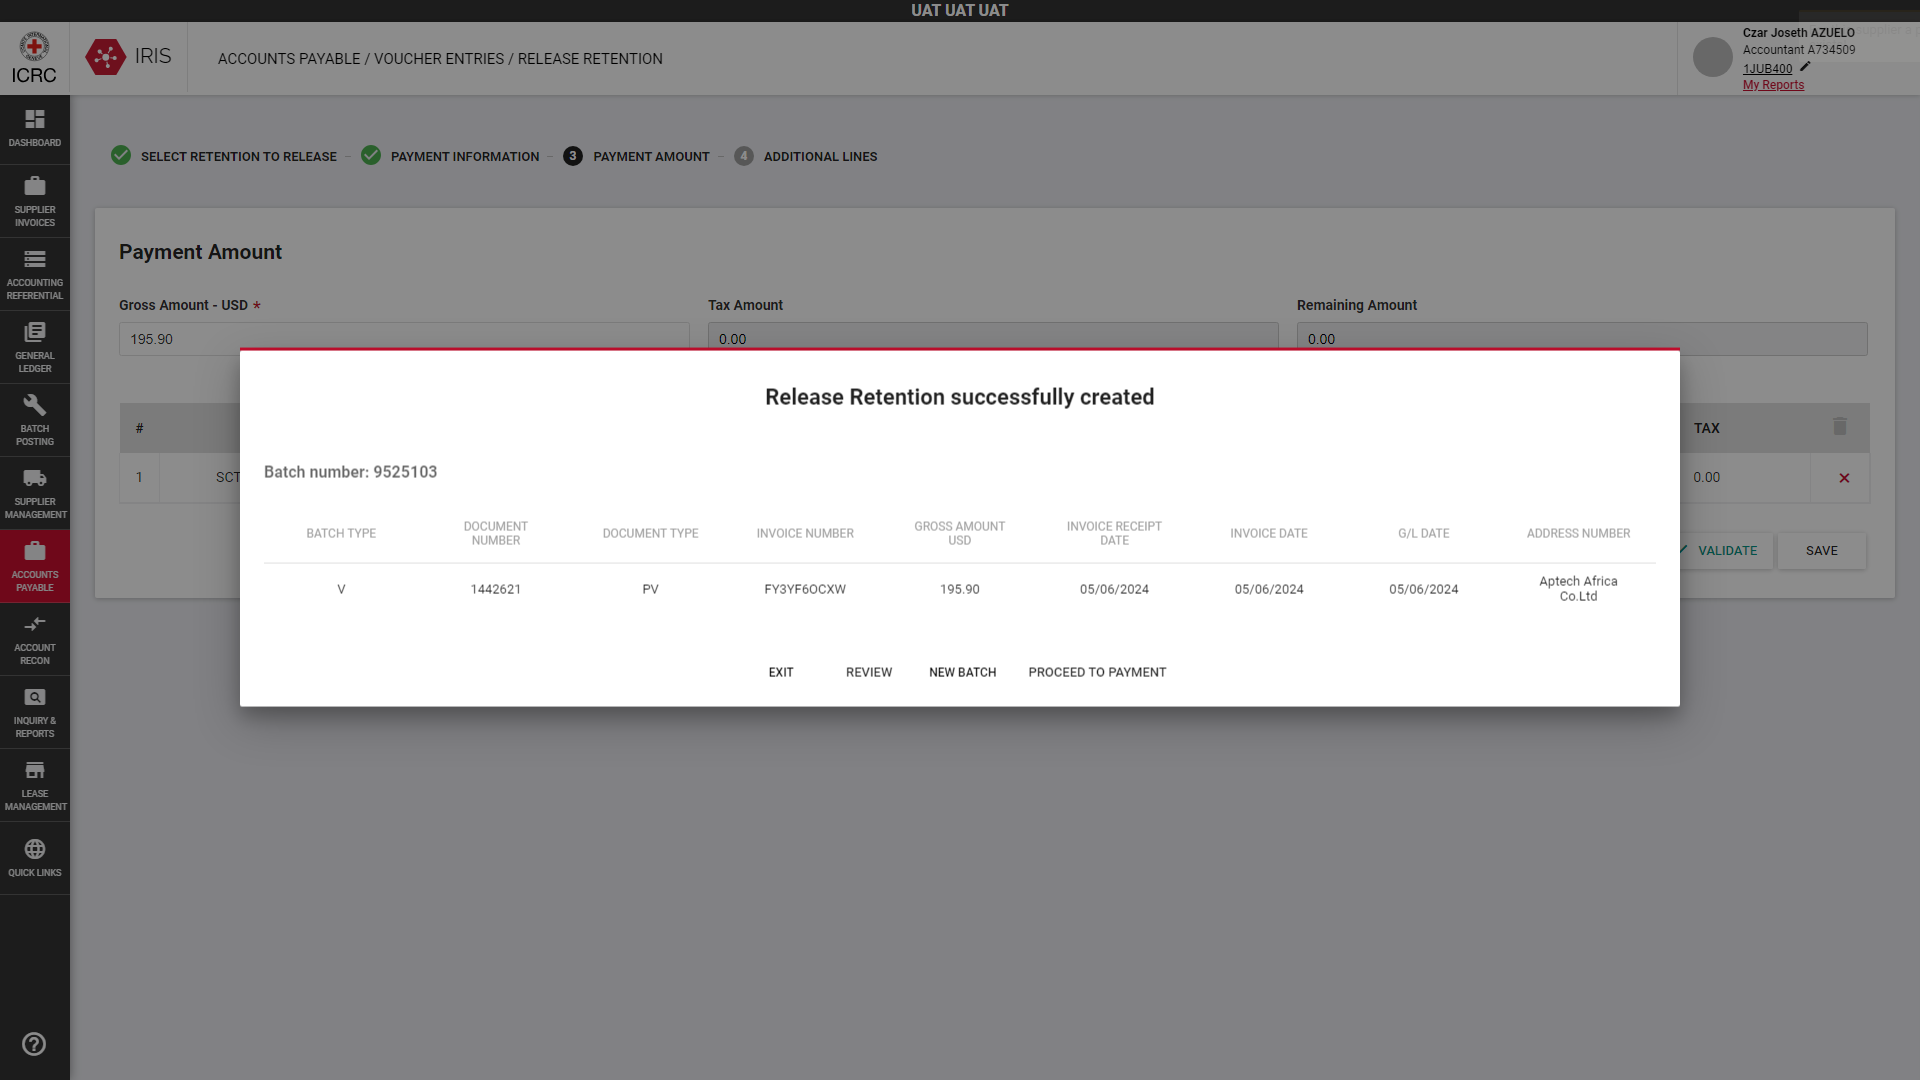 UAT UAT UAT
ICRC
IRIS
ACCOUNTS PAYABLE / VOUCHER ENTRIES / RELEASE RETENTION
Czar Joseth AZUELO
Accountant A734509
1JUB400
My Reports
DASHBOARD
SUPPLIER
INVOICES
ACCOUNTING
REFERENTIAL
GENERAL
LEDGER
BATCH
POSTING
SUPPLIER
MANAGEMENT
ACCOUNTS
PAYABLE
ACCOUNT
RECON
INQUIRY &
REPORTS
LEASE
MANAGEMENT
QUICK LINKS
SELECT RETENTION TO RELEASE
PAYMENT INFORMATION
3 PAYMENT AMOUNT
4 ADDITIONAL LINES
Payment Amount
Gross Amount - USD * Tax Amount Remaining Amount
195.90 0.00 0.00
# TAX
1 SCT 0.00
VALIDATE SAVE
Release Retention successfully created
Batch number: 9525103
BATCH TYPE DOCUMENT NUMBER DOCUMENT TYPE INVOICE NUMBER GROSS AMOUNT USD INVOICE RECEIPT DATE INVOICE DATE G/L DATE ADDRESS NUMBER
V 1442621 PV FY3YF6OCXW 195.90 05/06/2024 05/06/2024 05/06/2024 Aptech Africa Co.Ltd
EXIT REVIEW NEW BATCH PROCEED TO PAYMENT